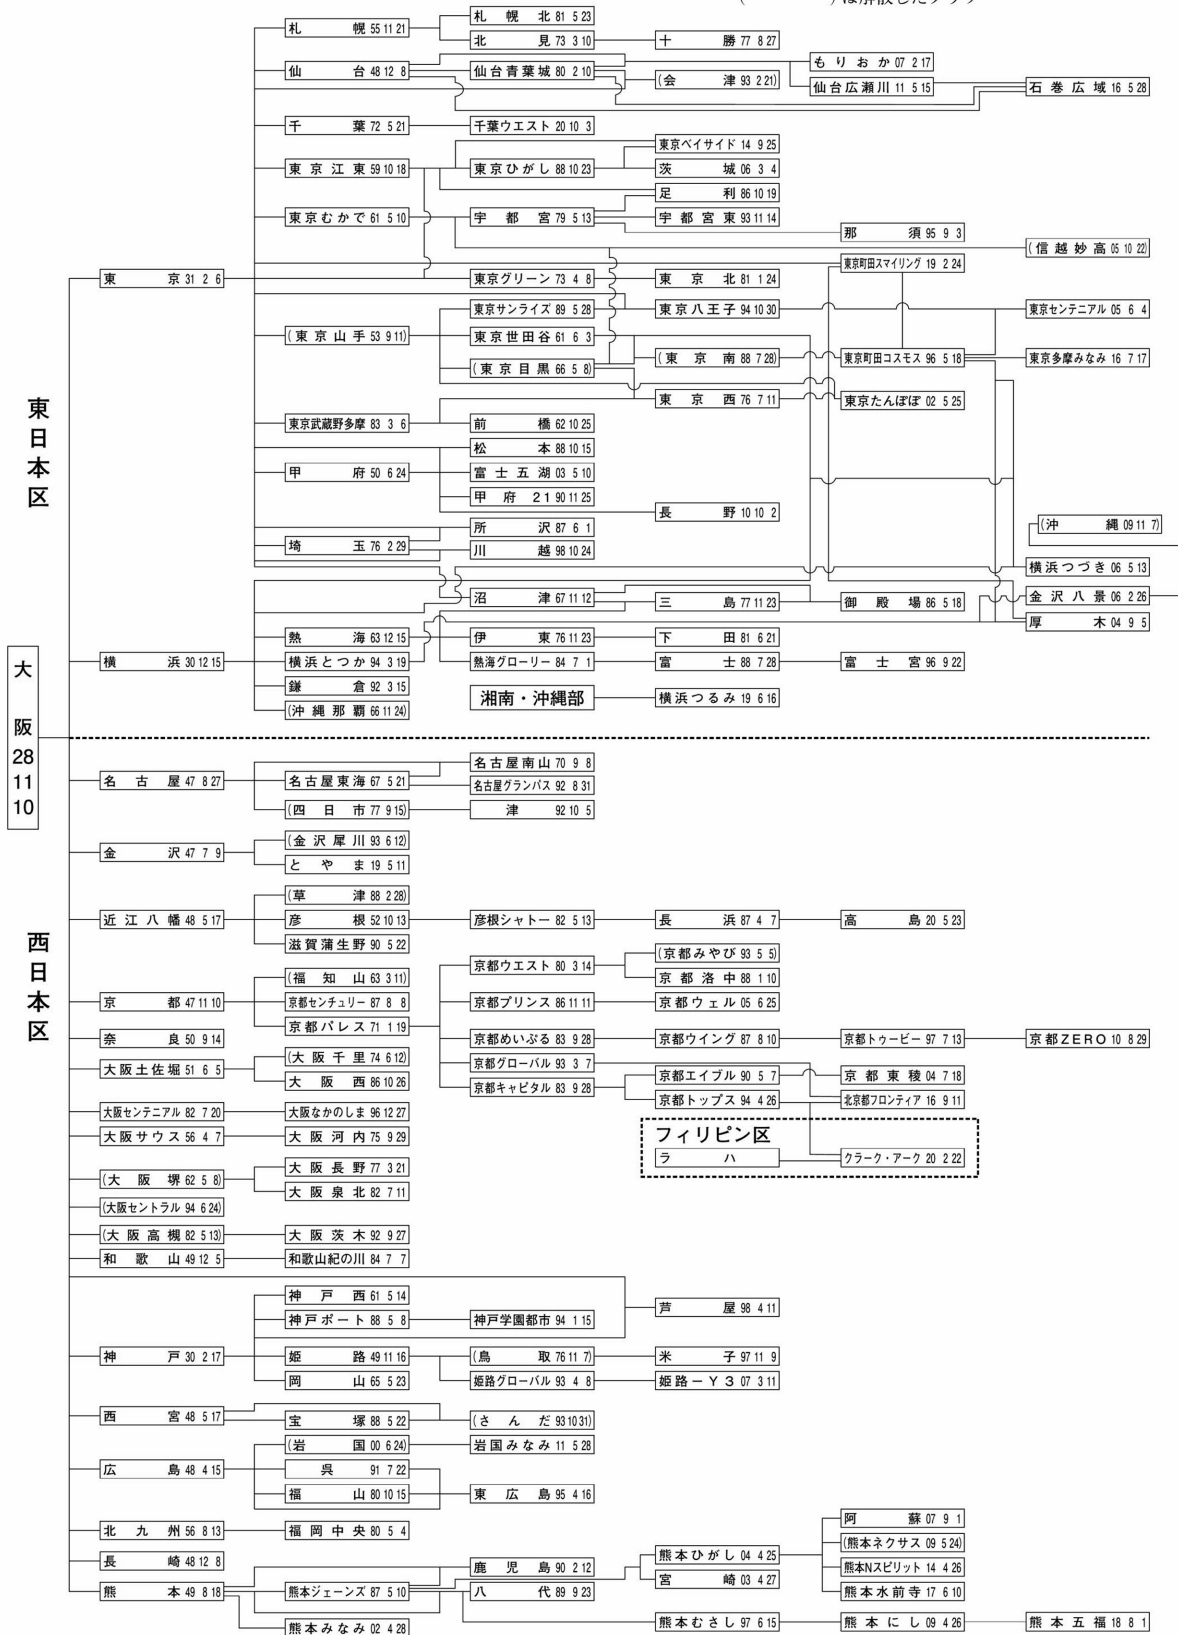 (　　　　)は解散したクラブ
東日本区
大阪 28 11 10
西日本区
札幌 55 11 21
札幌北 81 5 23
北見 73 3 10
十勝 77 8 27
仙台 48 12 8
仙台青葉城 80 2 10
(会津 93 2 21)
もりおか 07 2 17
仙台広瀬川 11 5 15
石巻広域 16 5 28
千葉 72 5 21
千葉ウエスト 20 10 3
東京江東 59 10 18
東京ひがし 88 10 23
東京ベイサイド 14 9 25
茨城 06 3 4
足利 86 10 19
東京むかで 61 5 10
宇都宮 79 5 13
宇都宮東 93 11 14
那須 95 9 3
(信越妙高 05 10 22)
東京町田スマイリング 19 2 24
東京 31 2 6
東京グリーン 73 4 8
東京北 81 1 24
東京サンライズ 89 5 28
東京八王子 94 10 30
東京センテニアル 05 6 4
(東京山手 53 9 11)
東京世田谷 61 6 3
(東京南 88 7 28)
東京町田コスモス 96 5 18
東京多摩みなみ 16 7 17
(東京目黒 66 5 8)
東京西 76 7 11
東京たんぽぽ 02 5 25
東京武蔵野多摩 83 3 6
前橋 62 10 25
松本 88 10 15
甲府 50 6 24
富士五湖 03 5 10
甲府21 90 11 25
長野 10 10 2
所沢 87 6 1
埼玉 76 2 29
川越 98 10 24
(沖縄 09 11 7)
横浜つづき 06 5 13
沼津 67 11 12
三島 77 11 23
御殿場 86 5 18
金沢八景 06 2 26
厚木 04 9 5
熱海 63 12 15
伊東 76 11 23
下田 81 6 21
横浜 30 12 15
横浜とつか 94 3 19
熱海グローリー 84 7 1
富士 88 7 28
富士宮 96 9 22
鎌倉 92 3 15
湘南・沖縄部
横浜つるみ 19 6 16
(沖縄那覇 66 11 24)
名古屋 47 8 27
名古屋東海 67 5 21
名古屋南山 70 9 8
名古屋グランパス 92 8 31
(四日市 77 9 15)
津 92 10 5
金沢 47 7 9
(金沢犀川 93 6 12)
とやま 19 5 11
近江八幡 48 5 17
(草津 88 2 28)
彦根 52 10 13
彦根シャトー 82 5 13
長浜 87 4 7
高島 20 5 23
滋賀蒲生野 90 5 22
京都 47 11 10
(福知山 63 3 11)
京都センチュリー 87 8 8
京都パレス 71 1 19
京都ウエスト 80 3 14
(京都みやび 93 5 5)
京都洛中 88 1 10
京都プリンス 86 11 11
京都ウェル 05 6 25
京都めいぷる 83 9 28
京都ウイング 87 8 10
京都トゥービー 97 7 13
京都ZERO 10 8 29
京都グローバル 93 3 7
京都キャピタル 83 9 28
京都エイブル 90 5 7
京都東稜 04 7 18
京都トップス 94 4 26
北京都フロンティア 16 9 11
奈良 50 9 14
大阪土佐堀 51 6 5
(大阪千里 74 6 12)
大阪西 86 10 26
大阪センテニアル 82 7 20
大阪なかのしま 96 12 27
大阪サウス 56 4 7
大阪河内 75 9 29
フィリピン区
ラハ
クラーク・アーク 20 2 22
(大阪堺 62 5 8)
大阪長野 77 3 21
大阪泉北 82 7 11
(大阪セントラル 94 6 24)
(大阪高槻 82 5 13)
大阪茨木 92 9 27
和歌山 49 12 5
和歌山紀の川 84 7 7
神戸 30 2 17
神戸西 61 5 14
神戸ポート 88 5 8
神戸学園都市 94 1 15
芦屋 98 4 11
姫路 49 11 16
(鳥取 76 11 7)
米子 97 11 9
岡山 65 5 23
姫路グローバル 93 4 8
姫路ーY3 07 3 11
西宮 48 5 17
宝塚 88 5 22
(さんだ 93 10 31)
広島 48 4 15
(岩国 00 6 24)
岩国みなみ 11 5 28
呉 91 7 22
福山 80 10 15
東広島 95 4 16
北九州 56 8 13
福岡中央 80 5 4
長崎 48 12 8
熊本 49 8 18
熊本ジェーンズ 87 5 10
鹿児島 90 2 12
八代 89 9 23
熊本みなみ 02 4 28
熊本ひがし 04 4 25
宮崎 03 4 27
阿蘇 07 9 1
(熊本ネクサス 09 5 24)
熊本Nスピリット 14 4 26
熊本水前寺 17 6 10
熊本むさし 97 6 15
熊本にし 09 4 26
熊本五福 18 8 1